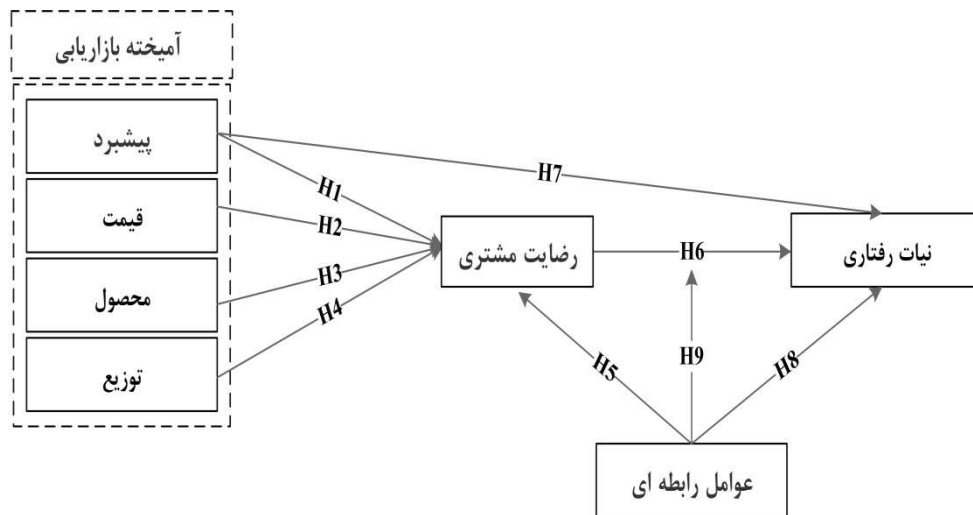 آمیخته بازاریابی
پیشبرد
قیمت
محصول
توزیع
H1
H2
H3
H4
H7
رضایت مشتری
H6
نیات رفتاری
H5
H9
H8
عوامل رابطه ای